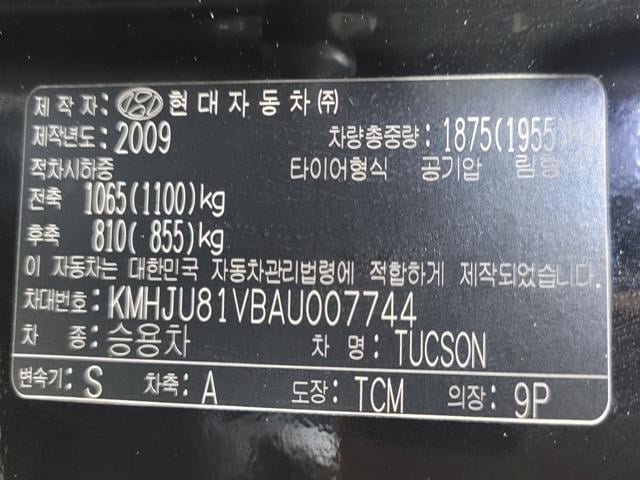 제작자: 현대자동차㈜
제작년도: 2009 차량총중량: 1875(1955)kg
적차시하중 타이어형식 공기압 림형식
전축 1065(1100)kg
후축 810( 855)kg
이 자동차는 대한민국 자동차관리법령에 적합하게 제작되었습니다.
차대번호: KMHJU81VBAU007744
차 종: 승용차 차 명: TUCSON
변속기: S 차축: A 도장: TCM 의장: 9P